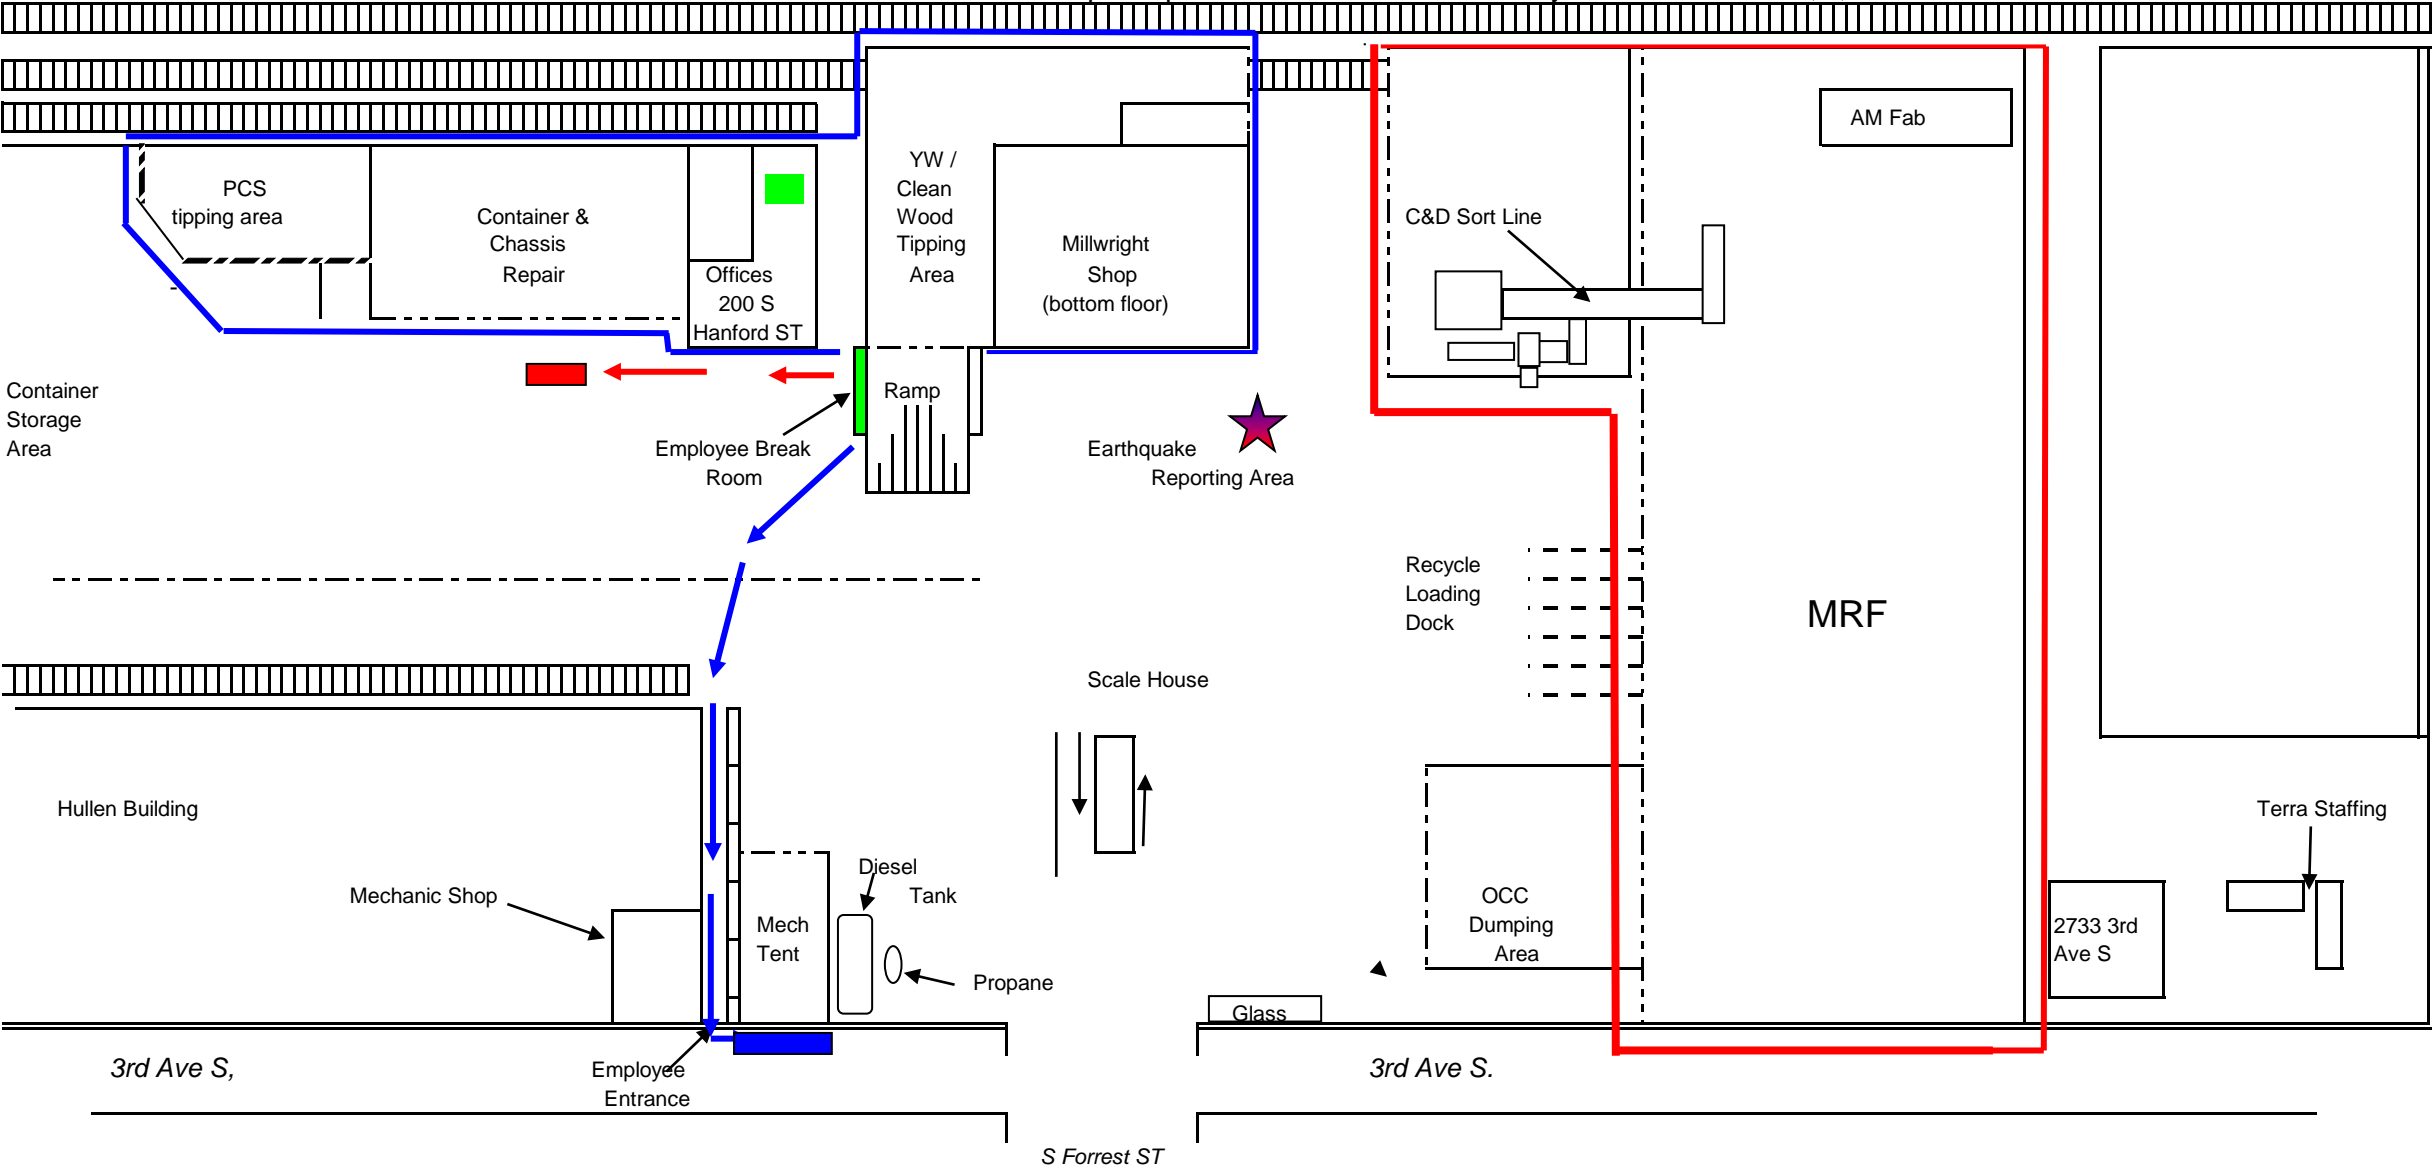 AM Fab
PCS
tipping area
Container &
Chassis
Repair
Offices
200 S
Hanford ST
YW /
Clean
Wood
Tipping
Area
Millwright
Shop
(bottom floor)
C&D Sort Line
Container
Storage
Area
Ramp
Employee Break
Room
Earthquake
Reporting Area
Recycle
Loading
Dock
MRF
Scale House
Hullen Building
Terra Staffing
Mechanic Shop
Diesel
Tank
Mech
Tent
Propane
OCC
Dumping
Area
2733 3rd
Ave S
Glass
3rd Ave S,
Employee
Entrance
3rd Ave S.
S Forrest ST